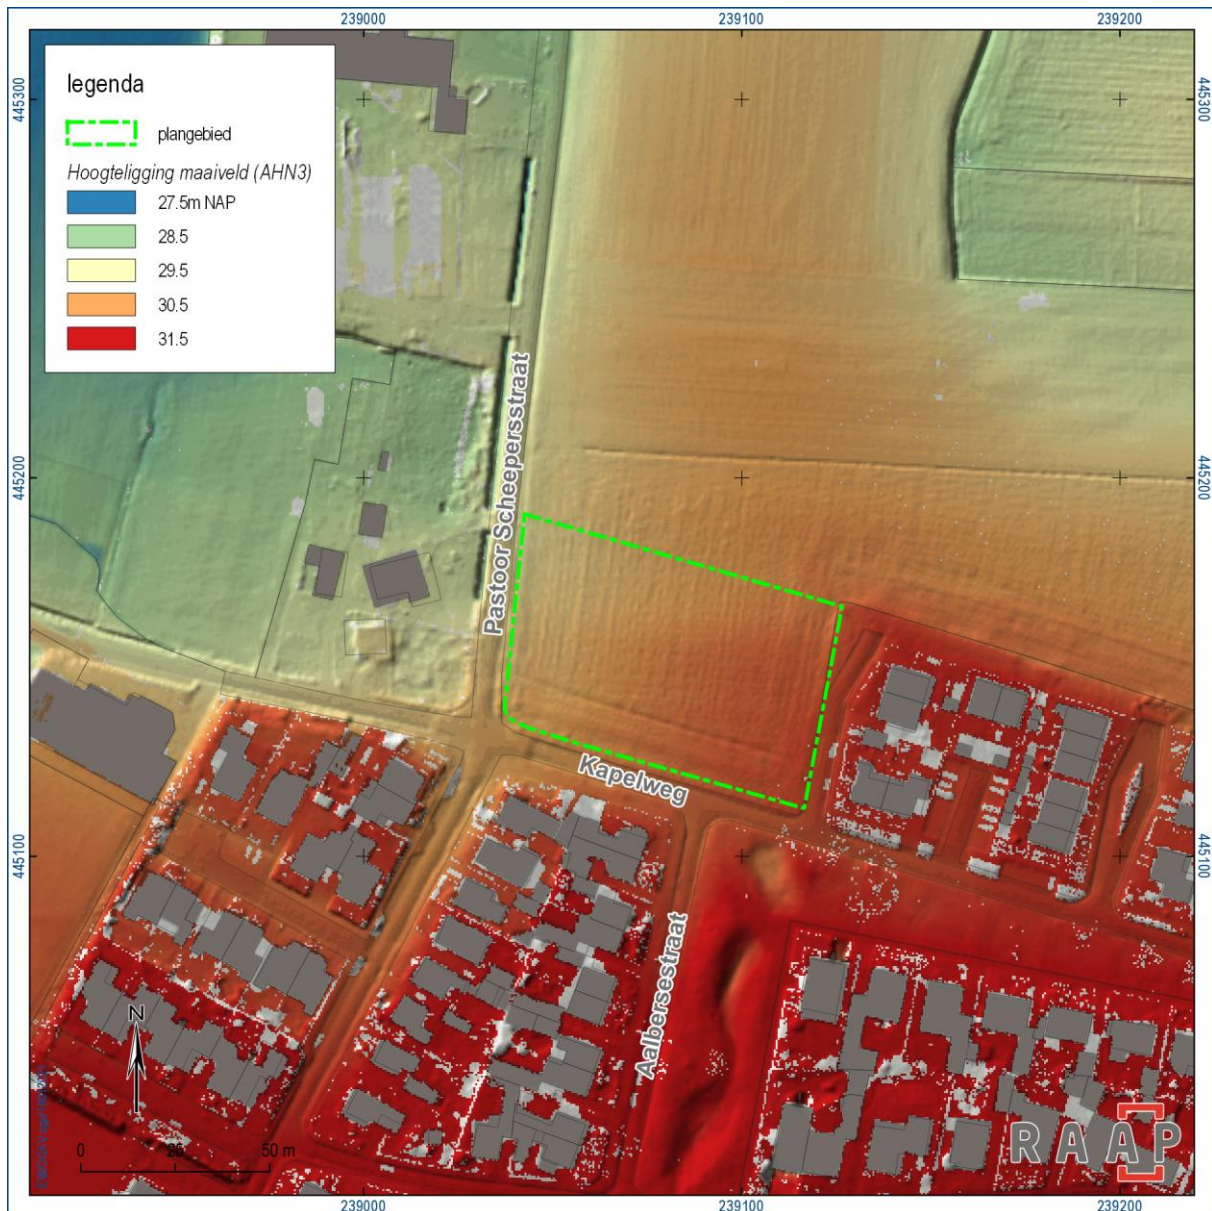 239000
239100
239200
445300
445300
legenda
plangebied
Hoogteligging maaiveld (AHN3)
27.5m NAP
28.5
29.5
30.5
31.5
Pastoor Scheepersstraat
445200
445200
Kapelweg
445100
445100
Aalbersestraat
N
0 25 50 m
RAAP
239000
239100
239200